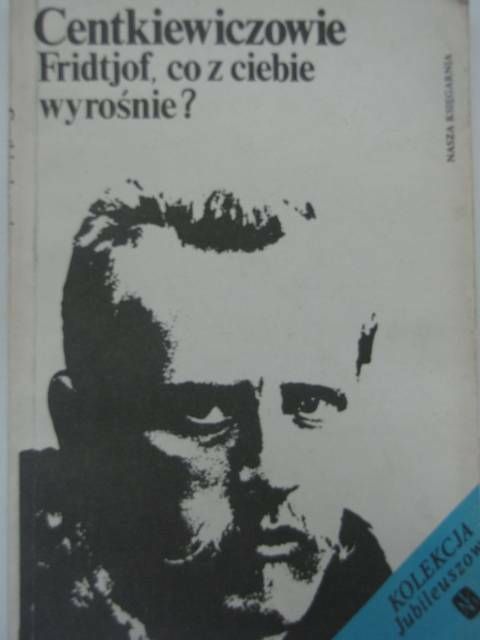 Centkiewiczowie
Fridtjof, co z ciebie
wyrośnie?
NASZA KSIĘGARNIA
KOLEKCJA
Jubileuszow